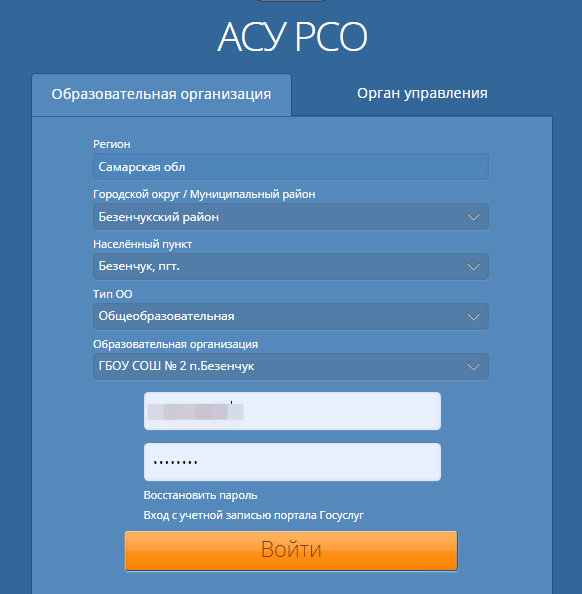 АСУ РСО
Образовательная организация
Орган управления
Регион
Самарская обл
Городской округ / Муниципальный район
Безенчукский район
Населённый пункт
Безенчук, пгт.
Тип ОО
Общеобразовательная
Образовательная организация
ГБОУ СОШ № 2 п.Безенчук
••••••••
Восстановить пароль
Вход с учетной записью портала Госуслуг
Войти